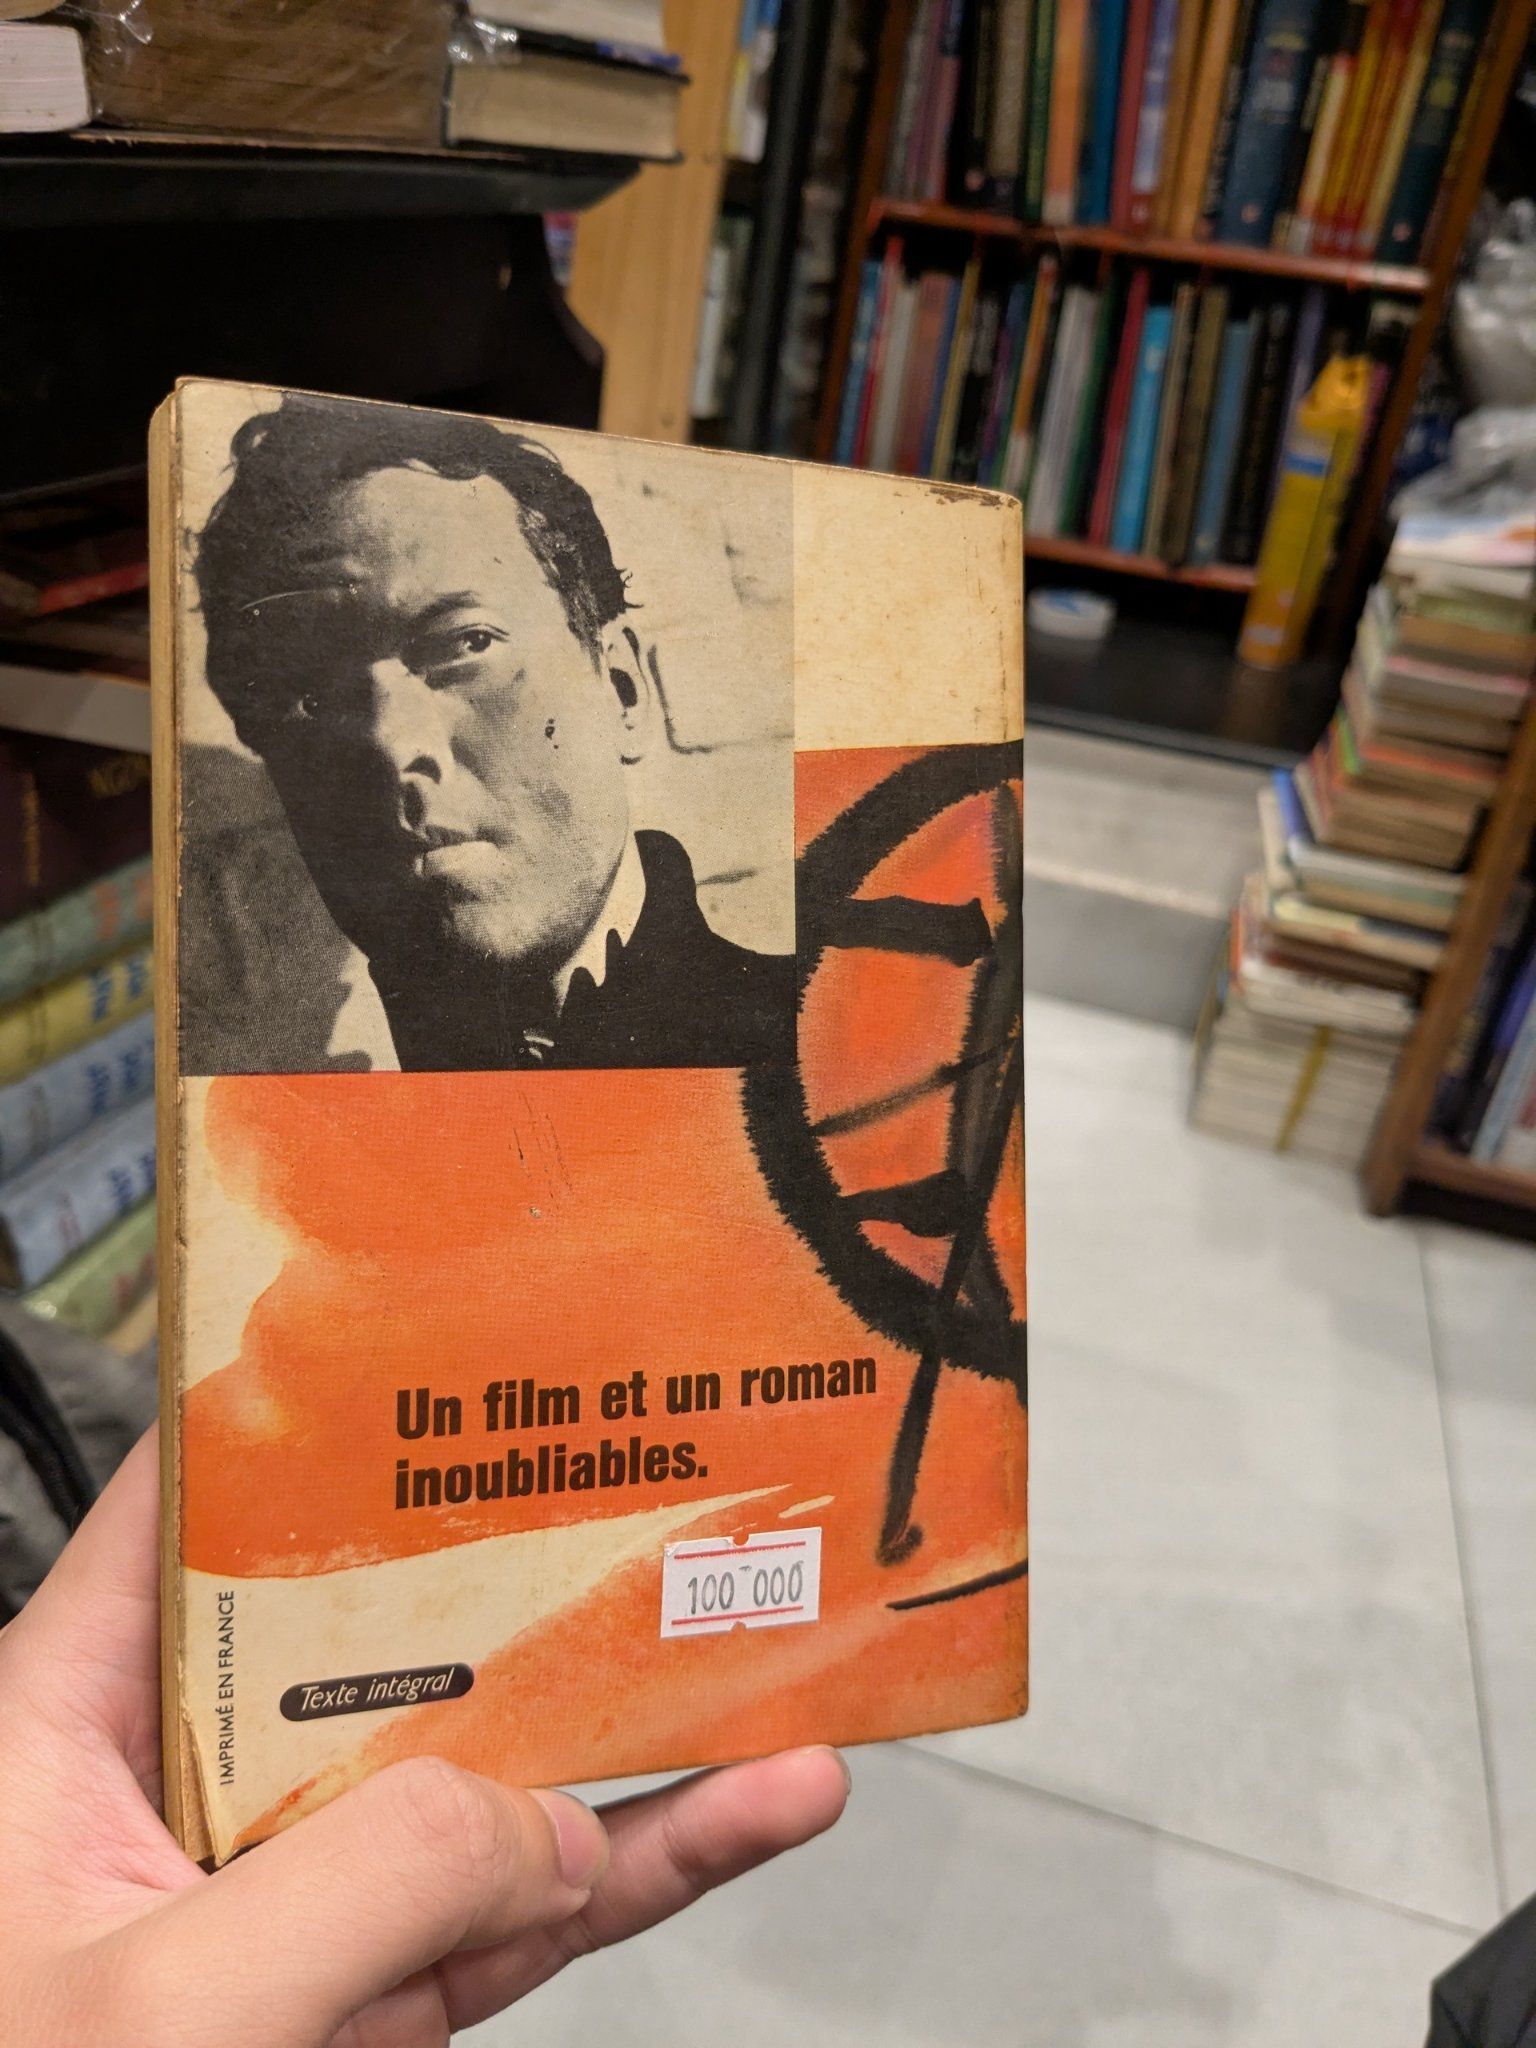 Un film et un roman
inoubliables.
100 000
Texte intégral
IMPRIMÉ EN FRANCE